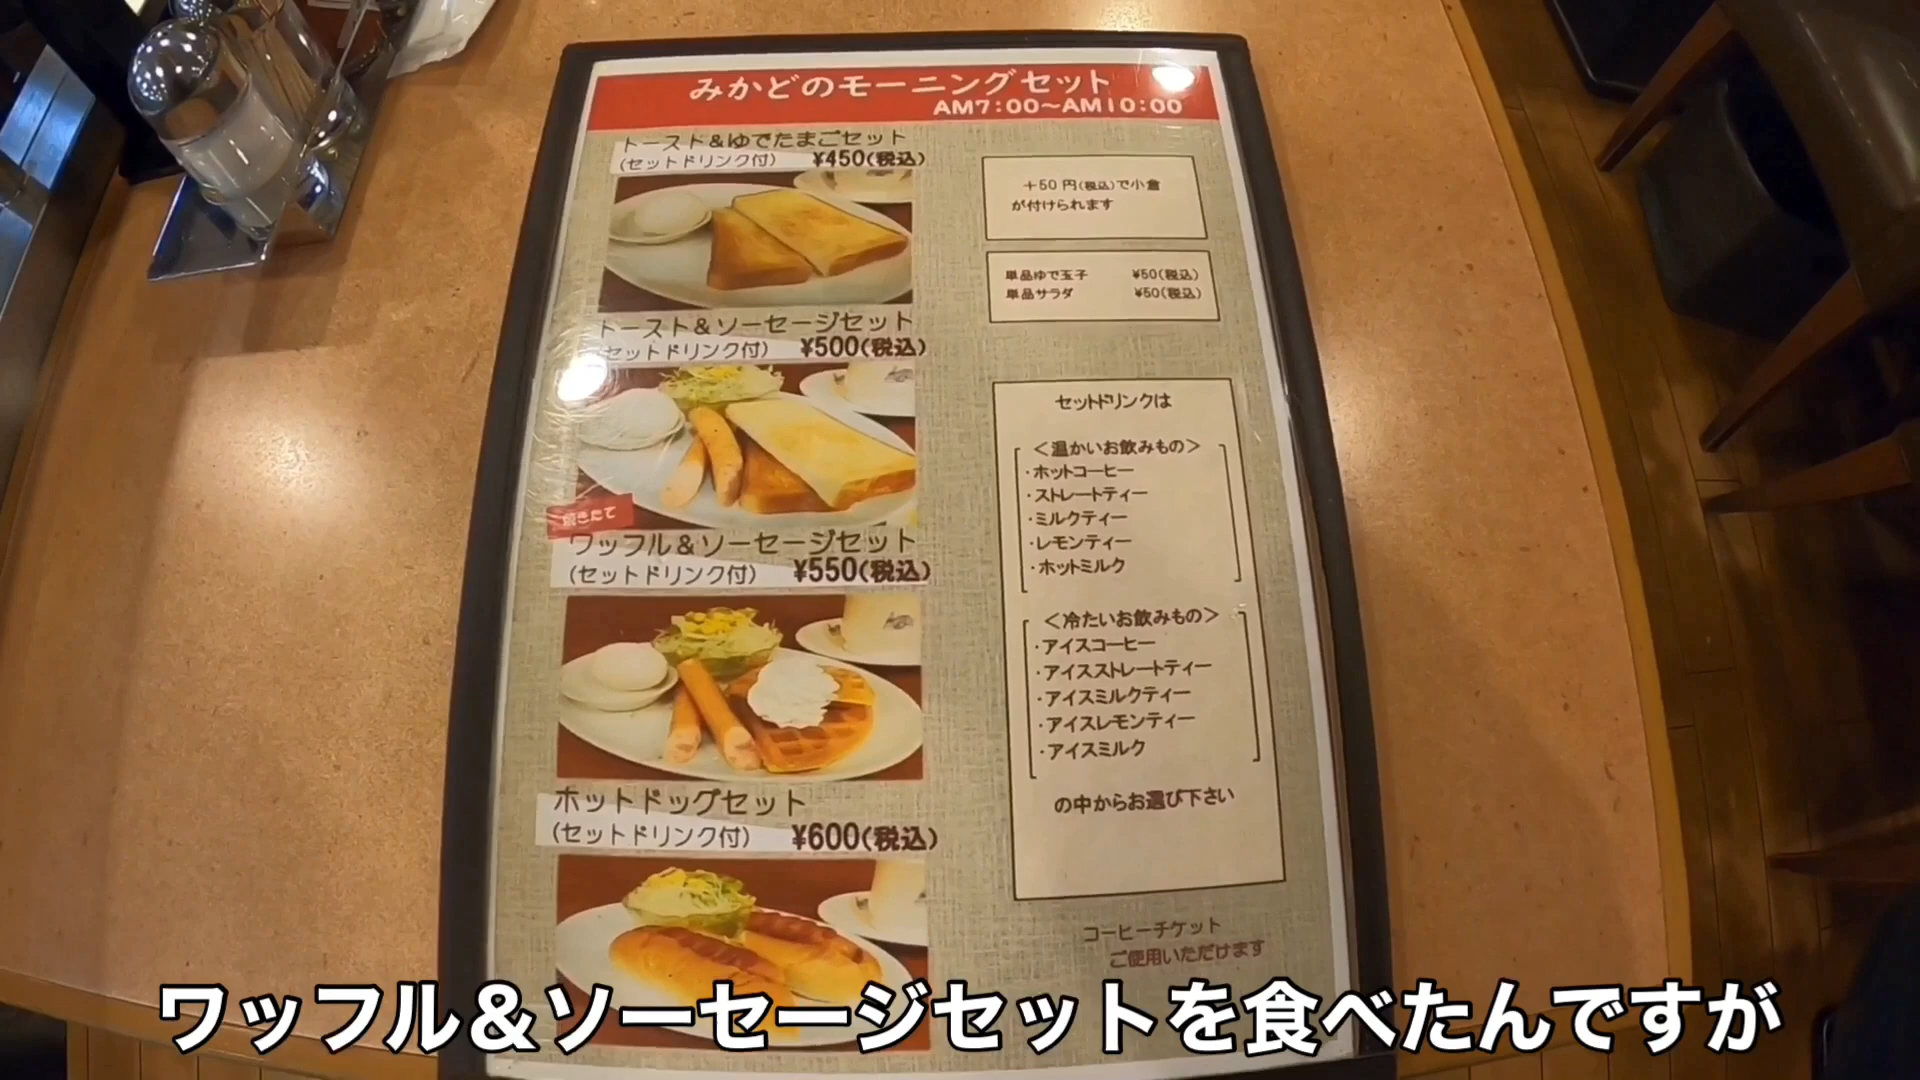 みかどのモーニングセット
AM7:00～AM10:00
トースト&ゆでたまごセット
(セットドリンク付) ¥450(税込)
トースト&ソーセージセット
(セットドリンク付) ¥500(税込)
焼きたて
ワッフル&ソーセージセット
(セットドリンク付) ¥550(税込)
ホットドッグセット
(セットドリンク付) ¥600(税込)
+50円(税込)で小倉
が付けられます
単品ゆで玉子 ¥50(税込)
単品サラダ ¥50(税込)
セットドリンクは
<温かいお飲みもの>
・ホットコーヒー
・ストレートティー
・ミルクティー
・レモンティー
・ホットミルク
<冷たいお飲みもの>
・アイスコーヒー
・アイスストレートティー
・アイスミルクティー
・アイスレモンティー
・アイスミルク
の中からお選び下さい
コーヒーチケット
ご使用いただけます
ワッフル&ソーセージセットを食べたんですが